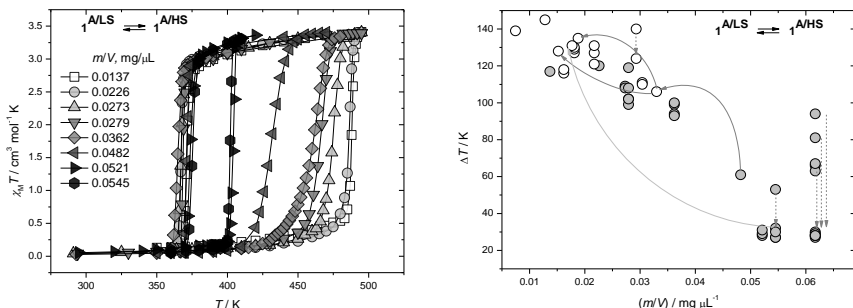 1A/LS ⇌ 1A/HS
m/V, mg/μL
0.0137
0.0226
0.0273
0.0279
0.0362
0.0482
0.0521
0.0545
χMT / cm3 mol-1 K
3.5
3.0
2.5
2.0
1.5
1.0
0.5
0.0
300 350 400 450 500
T / K
1A/LS ⇌ 1A/HS
ΔT / K
140
120
100
80
60
40
20
0.01 0.02 0.03 0.04 0.05 0.06
(m/V) / mg μL-1